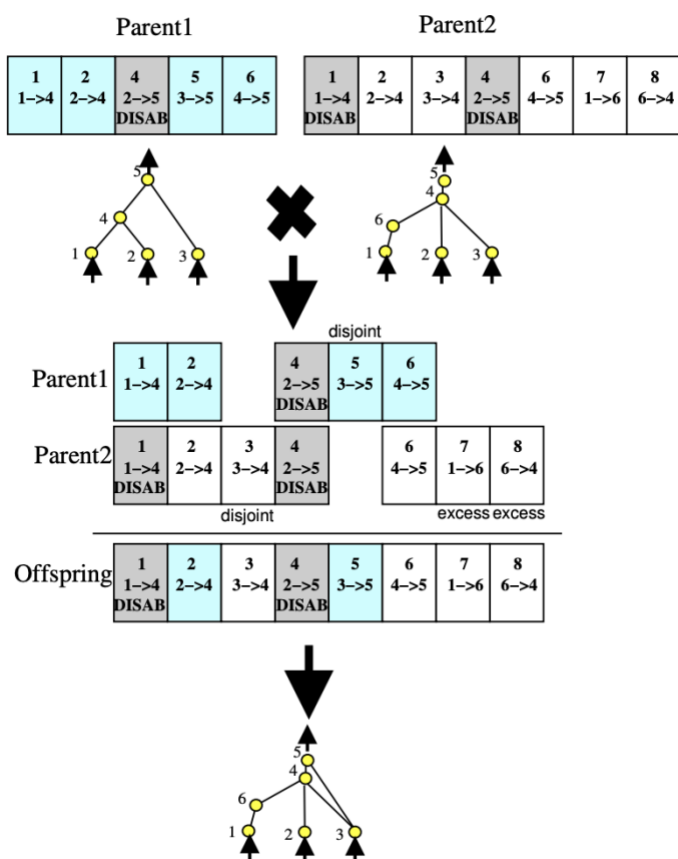 Parent1
Parent2
1 2 4 5 6
1->4 2->4 2->5 3->5 4->5
DISAB
1 2 3 4 6 7 8
1->4 2->4 3->4 2->5 4->5 1->6 6->4
DISAB DISAB
5
4
1 2 3
5
4
6
1 2 3
disjoint
Parent1
1 2 4 5 6
1->4 2->4 2->5 3->5 4->5
DISAB
Parent2
1 2 3 4 6 7 8
1->4 2->4 3->4 2->5 4->5 1->6 6->4
DISAB DISAB
disjoint excess excess
Offspring
1 2 3 4 5 6 7 8
1->4 2->4 3->4 2->5 3->5 4->5 1->6 6->4
DISAB DISAB
5
4
6
1 2 3